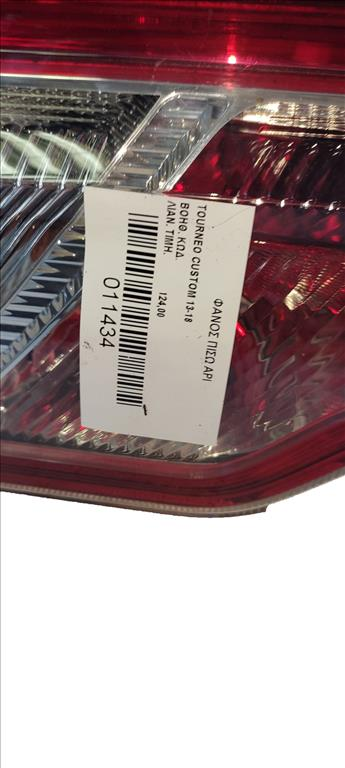 ΦΑΝΟΣ ΠΙΣΩ ΑΡΙ
TOURNEO CUSTOM 13-18
ΒΟΗΘ. ΚΩΔ.
ΛΙΑΝ. ΤΙΜΗ. 124,00
011434